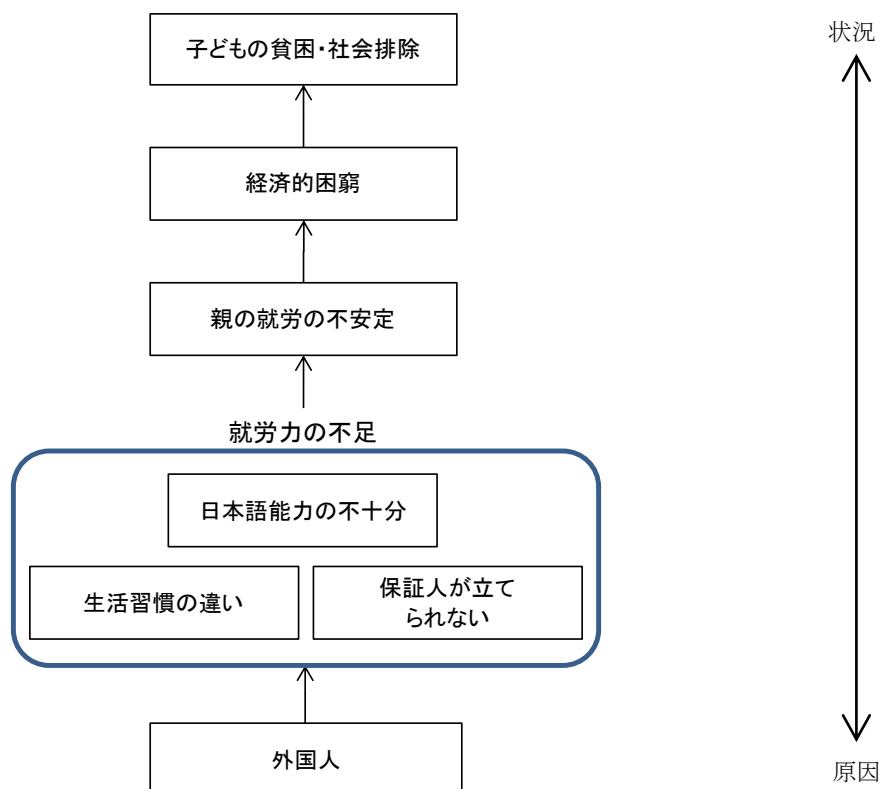 子どもの貧困・社会排除
状況
経済的困窮
親の就労の不安定
就労力の不足
日本語能力の不十分
生活習慣の違い
保証人が立て
られない
外国人
原因